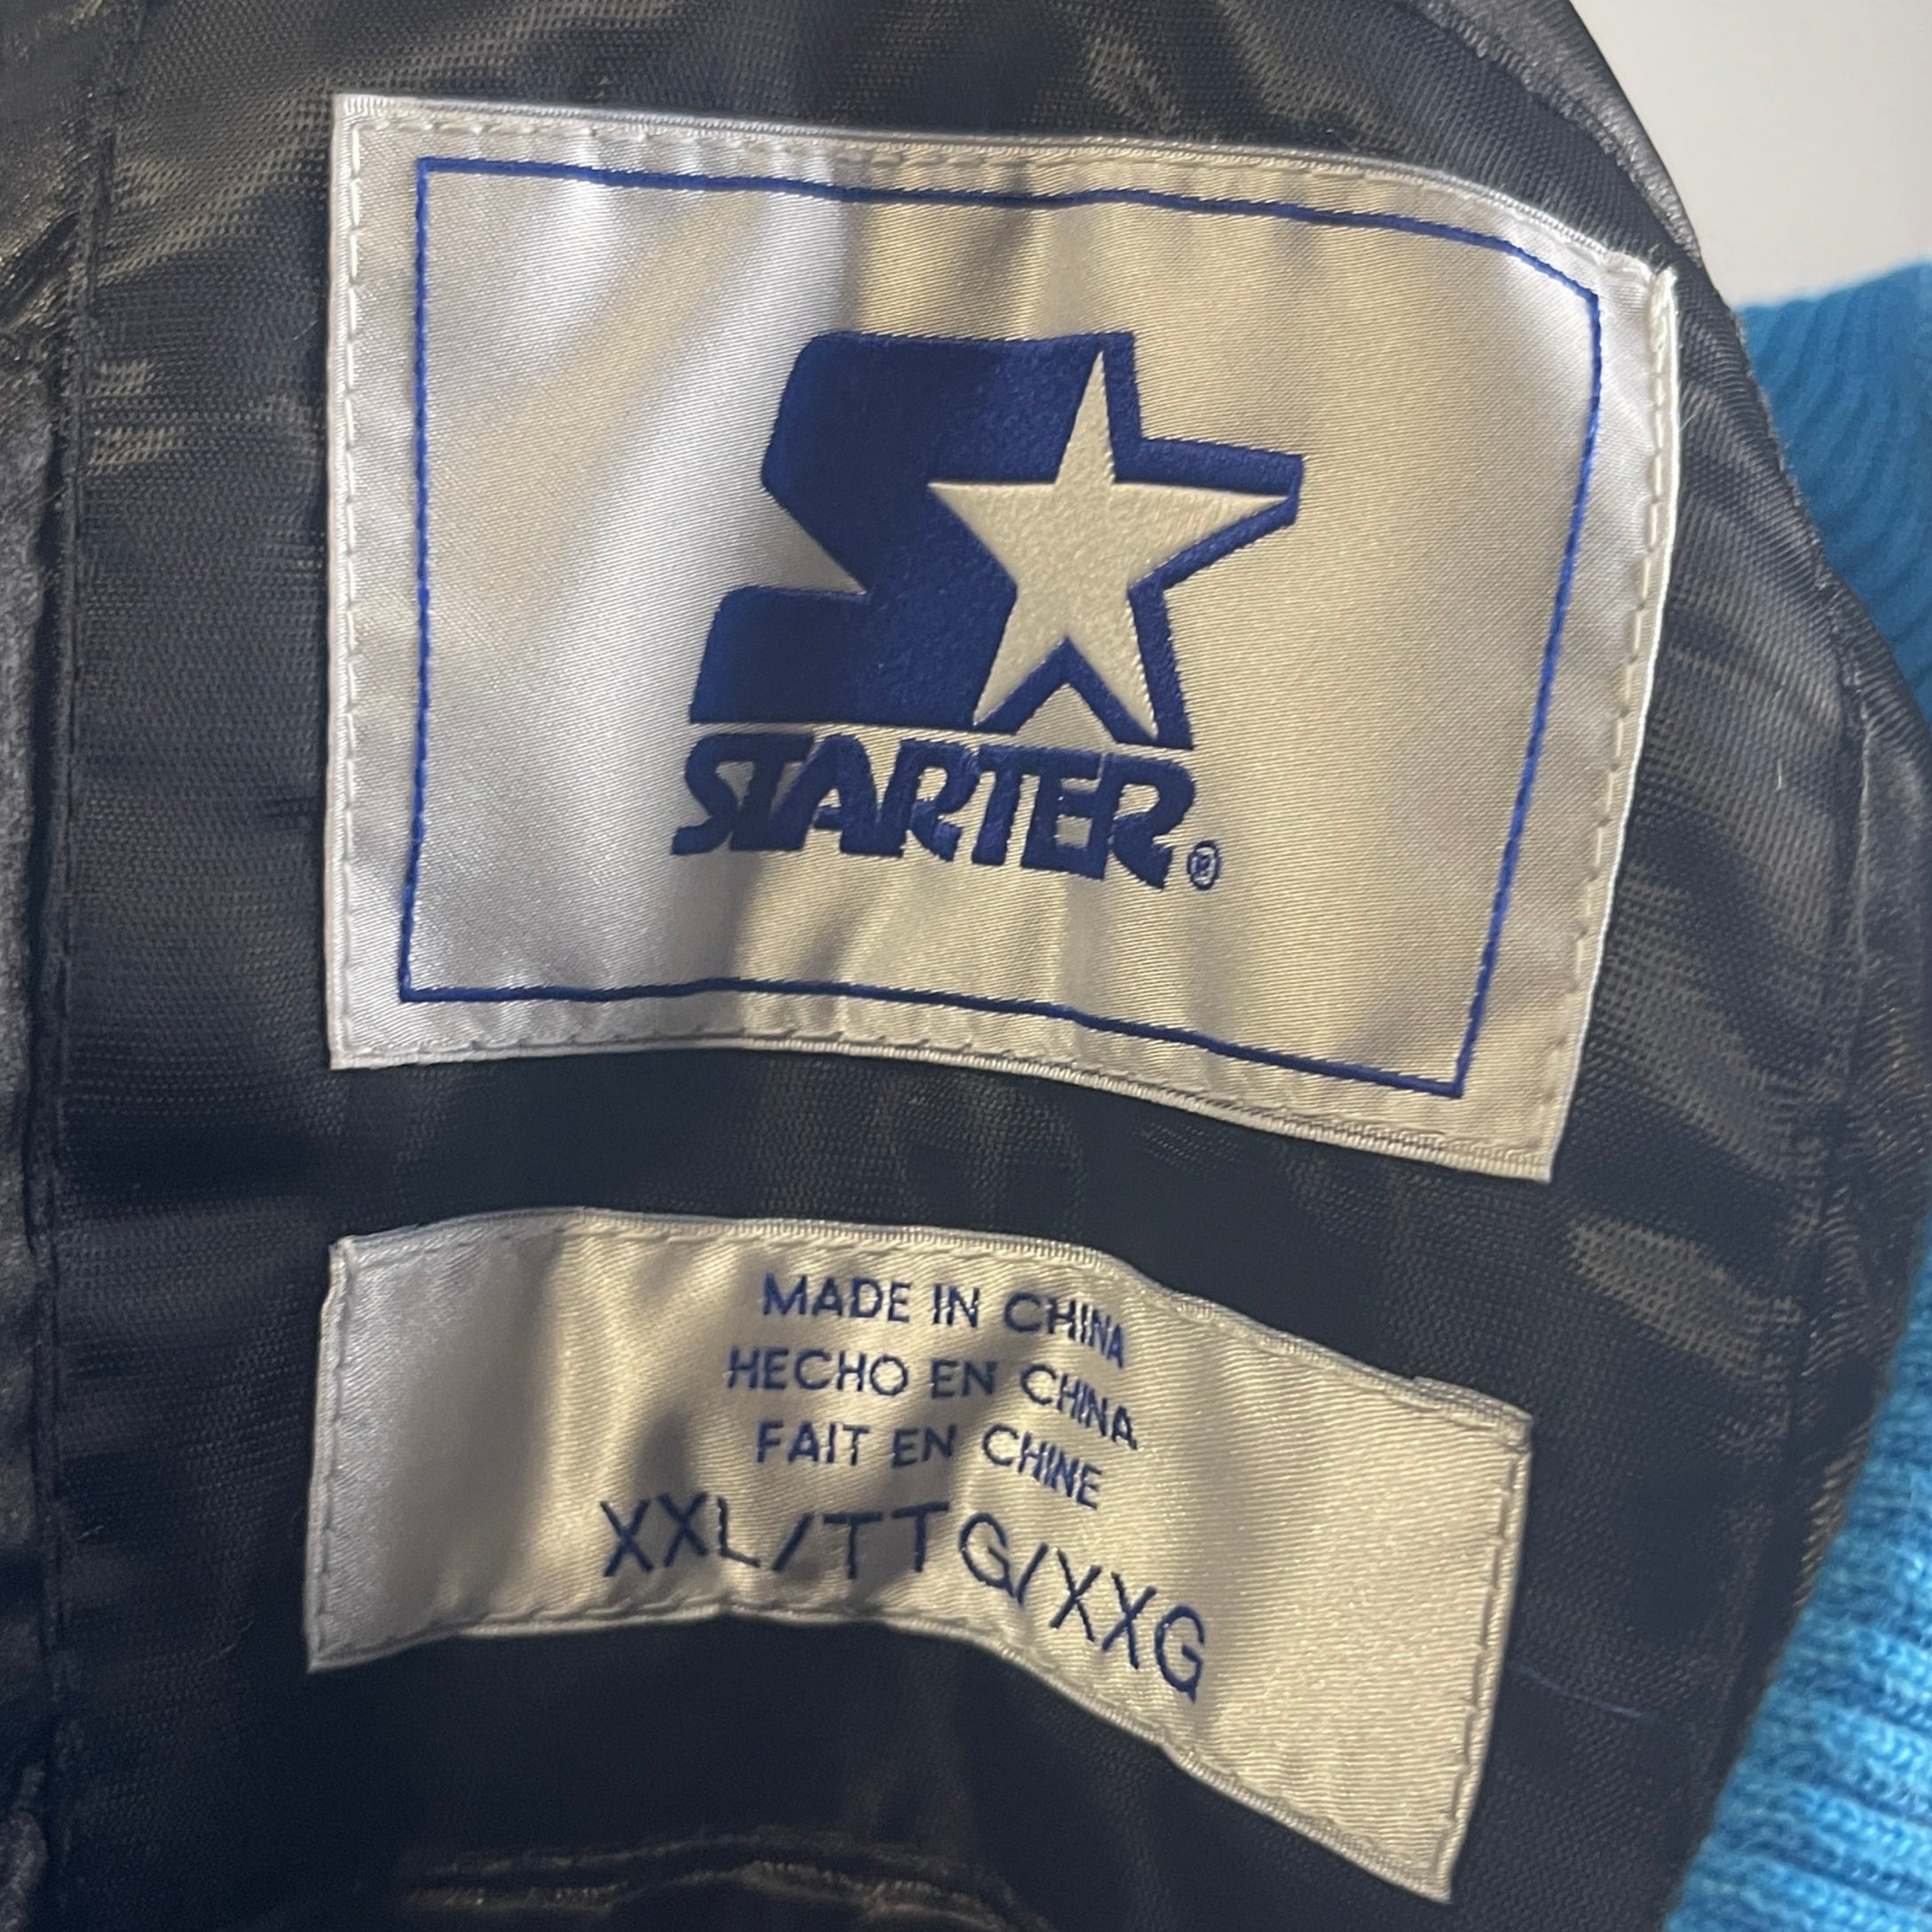 STARTER®
MADE IN CHINA
HECHO EN CHINA
FAIT EN CHINE
XXL/TTG/XXG